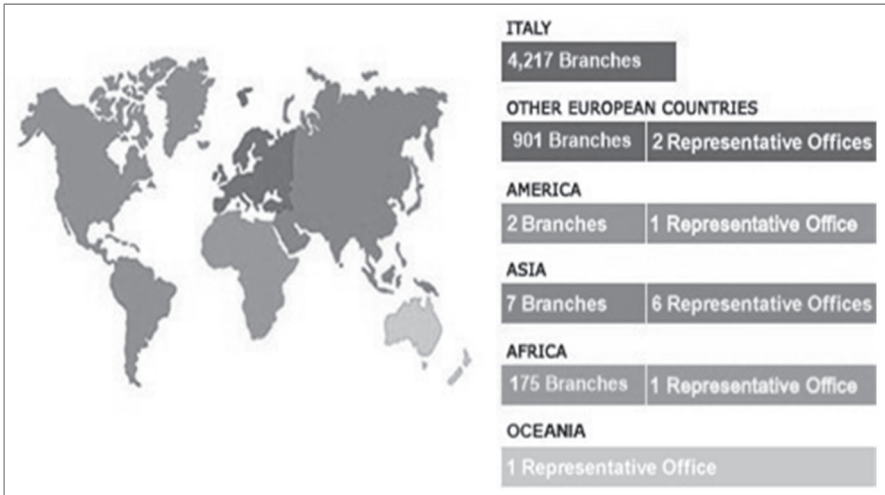 ITALY
4,217 Branches
OTHER EUROPEAN COUNTRIES
901 Branches 2 Representative Offices
AMERICA
2 Branches 1 Representative Office
ASIA
7 Branches 6 Representative Offices
AFRICA
175 Branches 1 Representative Office
OCEANIA
1 Representative Office